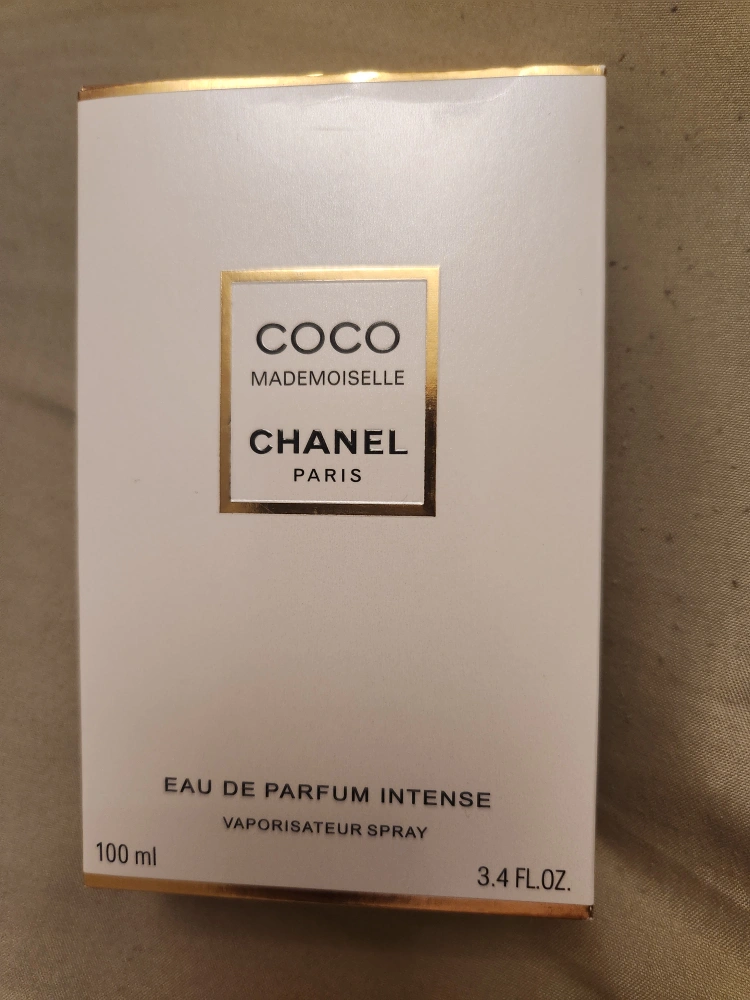 COCO
MADEMOISELLE
CHANEL
PARIS
EAU DE PARFUM INTENSE
VAPORISATEUR SPRAY
100 ml
3.4 FL.OZ.